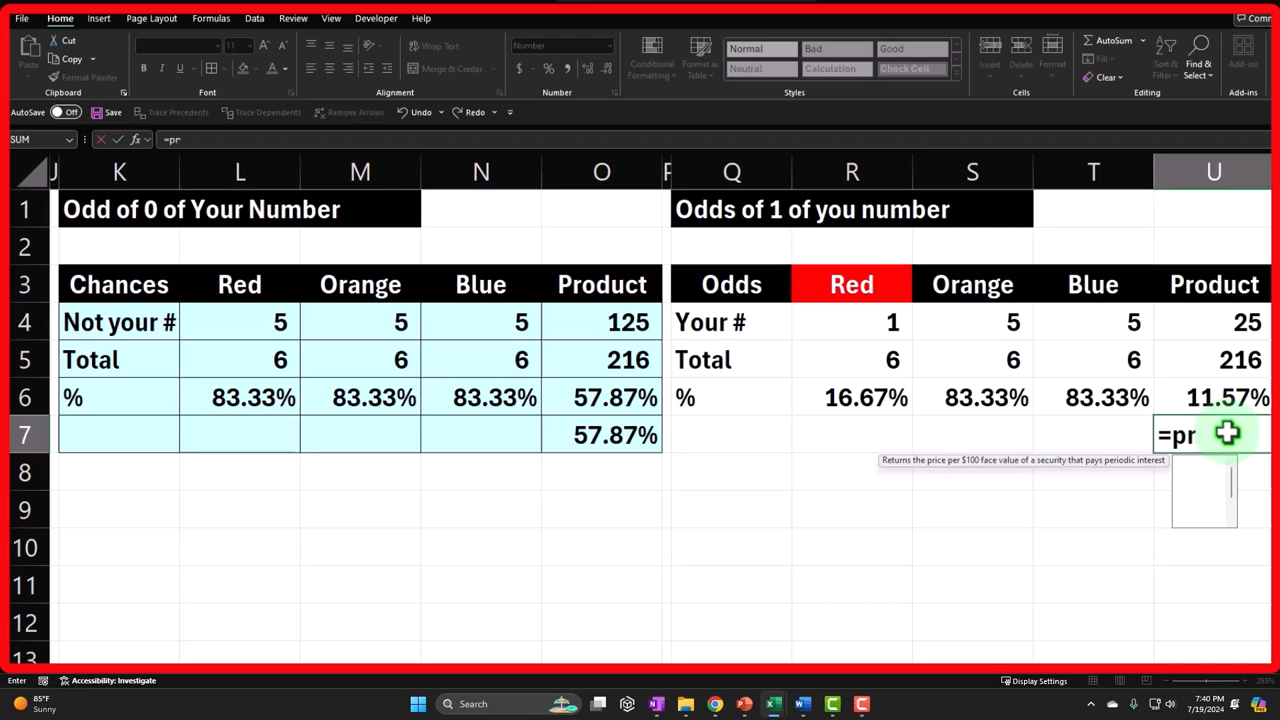 File Home Insert Page Layout Formulas Data Review View Developer Help Comm
Paste Cut Copy Format Painter Clipboard
11 A A B I U A Font
Wrap Text Merge & Center Alignment
Number $ % Number
Conditional Formatting Format as Table
Normal Bad Good
Neutral Calculation Check Cell
Styles
Insert Delete Format Cells
AutoSum Fill Clear Sort & Filter Find & Select Editing
Add-ins Add-ins
AutoSave Off Save Trace Precedents Trace Dependents Remove Arrows Undo Redo
SUM fx =pr
J K L M N O P Q R S T U
1 Odd of 0 of Your Number Odds of 1 of you number
2
3 Chances Red Orange Blue Product Odds Red Orange Blue Product
4 Not your # 5 5 5 125 Your # 1 5 5 25
5 Total 6 6 6 216 Total 6 6 6 216
6 % 83.33% 83.33% 83.33% 57.87% % 16.67% 83.33% 83.33% 11.57%
7 57.87% =pr
Returns the price per $100 face value of a security that pays periodic interest
8
9
10
11
12
13
Enter Accessibility: Investigate Display Settings 265%
85°F Sunny Search 7:40 PM 7/19/2024